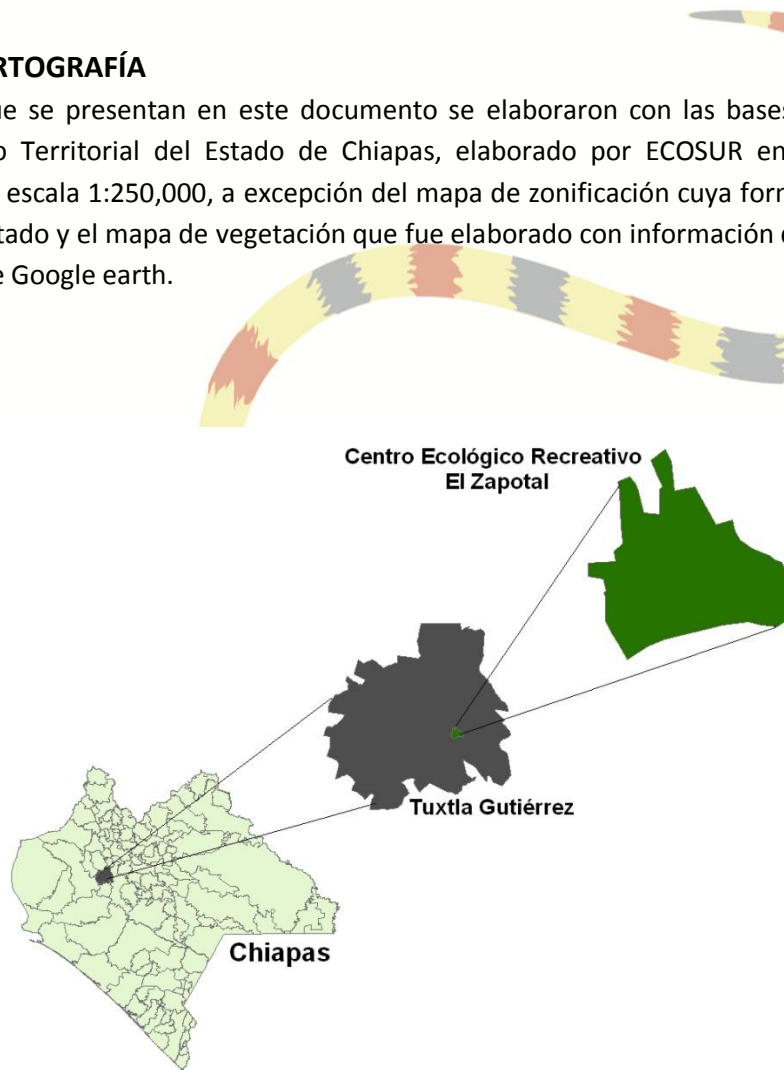 RTOGRAFÍA
ue se presentan en este documento se elaboraron con las bases
o Territorial del Estado de Chiapas, elaborado por ECOSUR en
escala 1:250,000, a excepción del mapa de zonificación cuya forn
tado y el mapa de vegetación que fue elaborado con información
e Google earth.
Centro Ecológico Recreativo
El Zapotal
Tuxtla Gutiérrez
Chiapas